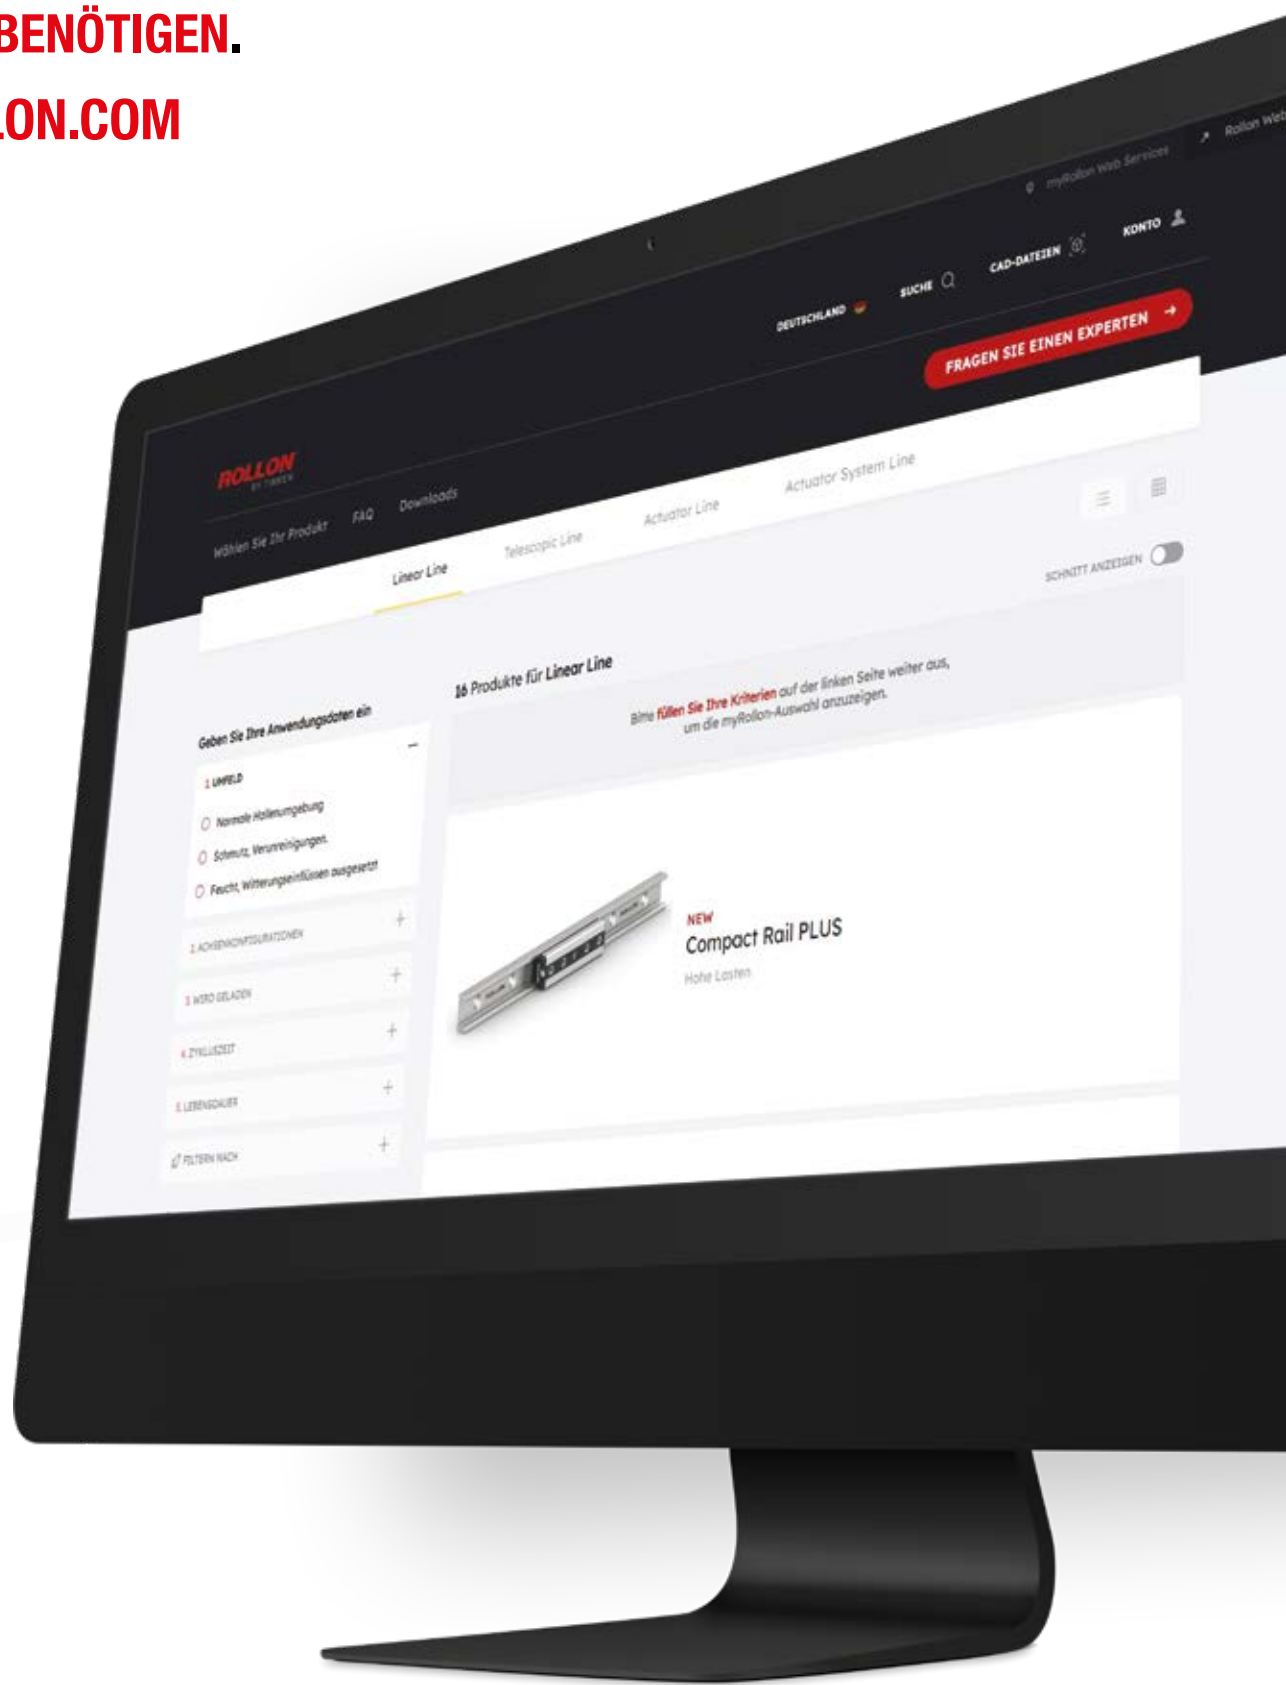 BENÖTIGEN.
LON.COM
myRollon Web Services
Rollon Web
DEUTSCHLAND
SUCHE
CAD-DATEIEN
KONTO
FRAGEN SIE EINEN EXPERTEN
ROLLON
BY TIMKEN
Wählen Sie Ihr Produkt
FAQ
Downloads
Linear Line
Telescopic Line
Actuator Line
Actuator System Line
SCHNITT ANZEIGEN
16 Produkte für Linear Line
Bitte füllen Sie Ihre Kriterien auf der linken Seite weiter aus,
um die myRollon-Auswahl anzuzeigen.
Geben Sie Ihre Anwendungsdaten ein
1. UMFELD
Normale Hallenumgebung
Schmutz, Verunreinigungen.
Feucht, Witterungseinflüssen ausgesetzt
2. ACHSENKONFIGURATIONEN
3. WIRD GELADEN
4. ZYKLUSZEIT
5. LEBENSDAUER
FILTERN NACH
NEW
Compact Rail PLUS
Hohe Lasten